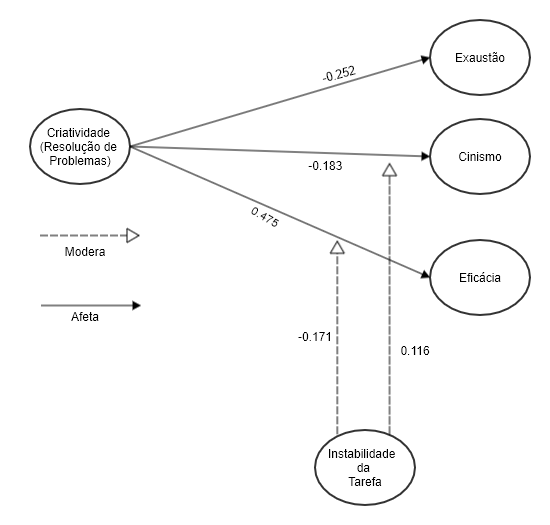 Exaustão
-0.252
Criatividade
(Resolução de
Problemas)
Cinismo
-0.183
0.475
Modera
Eficácia
Afeta
-0.171
0.116
Instabilidade
da
Tarefa